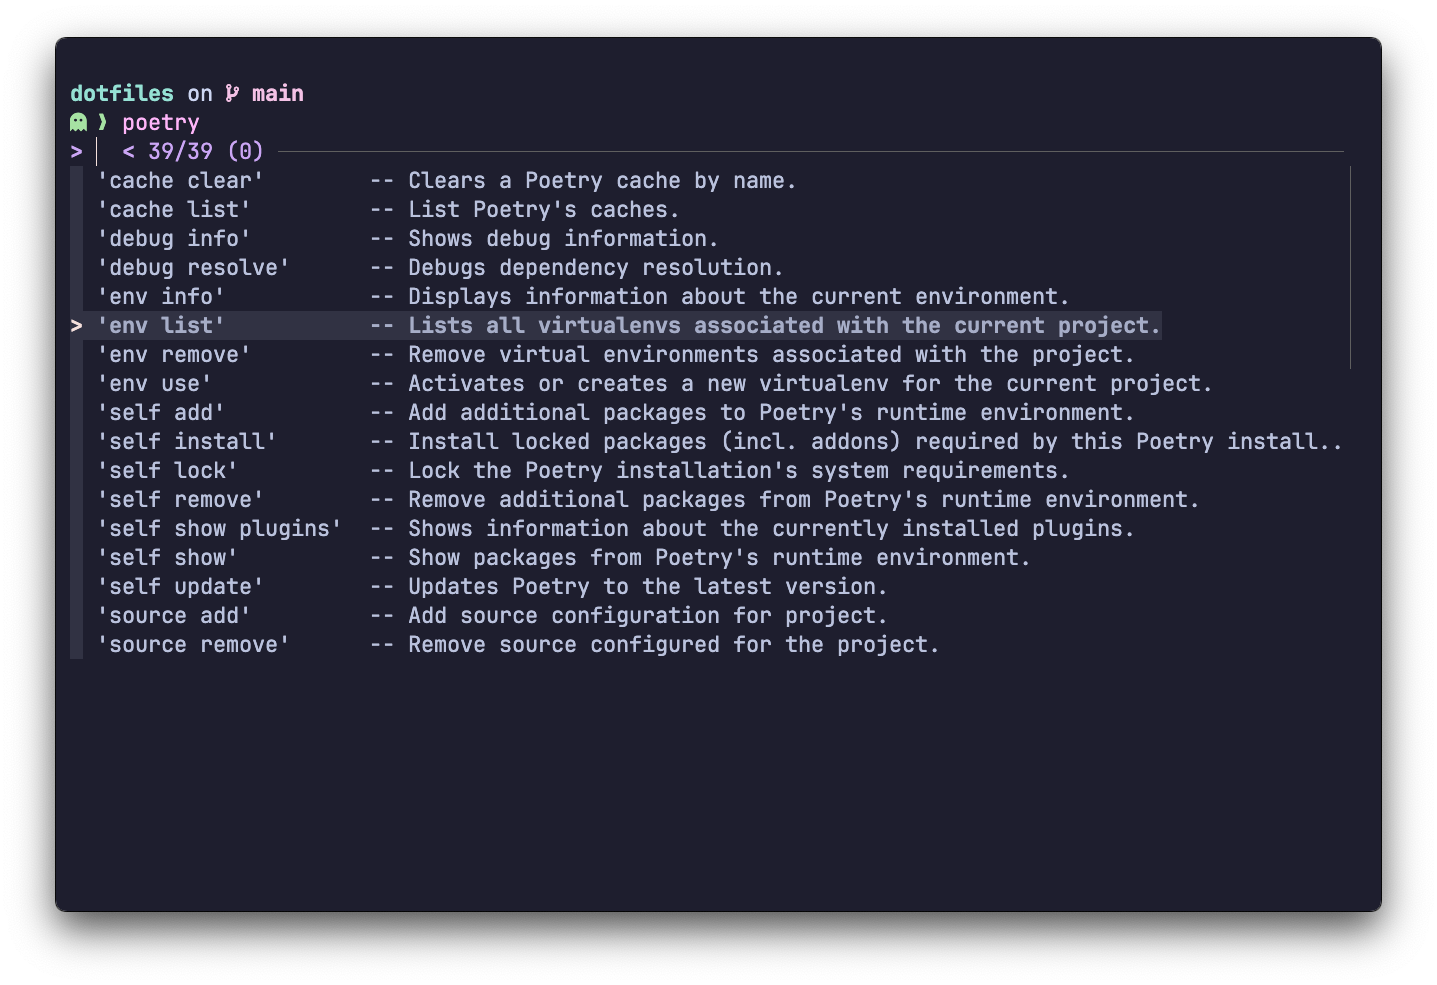 dotfiles on main
poetry
> < 39/39 (0)
'cache clear' -- Clears a Poetry cache by name.
'cache list' -- List Poetry's caches.
'debug info' -- Shows debug information.
'debug resolve' -- Debugs dependency resolution.
'env info' -- Displays information about the current environment.
> 'env list' -- Lists all virtualenvs associated with the current project.
'env remove' -- Remove virtual environments associated with the project.
'env use' -- Activates or creates a new virtualenv for the current project.
'self add' -- Add additional packages to Poetry's runtime environment.
'self install' -- Install locked packages (incl. addons) required by this Poetry install..
'self lock' -- Lock the Poetry installation's system requirements.
'self remove' -- Remove additional packages from Poetry's runtime environment.
'self show plugins' -- Shows information about the currently installed plugins.
'self show' -- Show packages from Poetry's runtime environment.
'self update' -- Updates Poetry to the latest version.
'source add' -- Add source configuration for project.
'source remove' -- Remove source configured for the project.